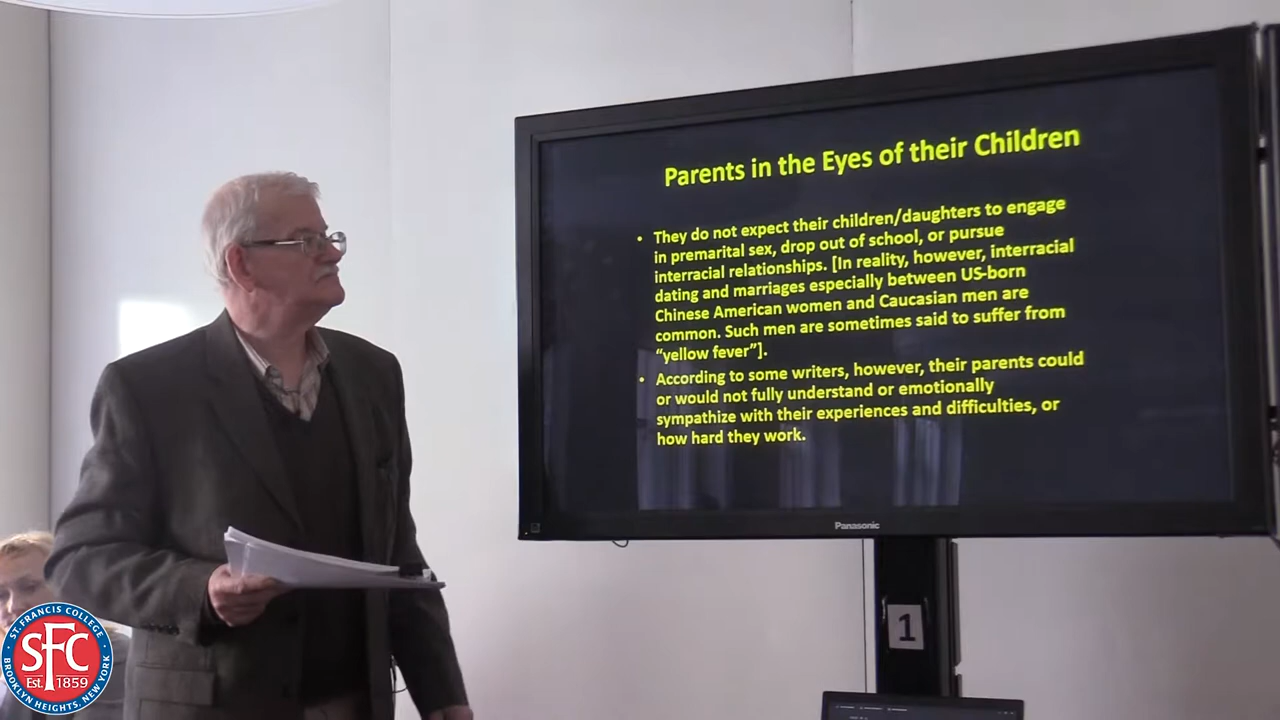 Parents in the Eyes of their Children
• They do not expect their children/daughters to engage
in premarital sex, drop out of school, or pursue
interracial relationships. [In reality, however, interracial
dating and marriages especially between US-born
Chinese American women and Caucasian men are
common. Such men are sometimes said to suffer from
“yellow fever”].
• According to some writers, however, their parents could
or would not fully understand or emotionally
sympathize with their experiences and difficulties, or
how hard they work.
Panasonic
1
ST. FRANCIS COLLEGE
SFC
EST. 1859
BROOKLYN HEIGHTS, NEW YORK